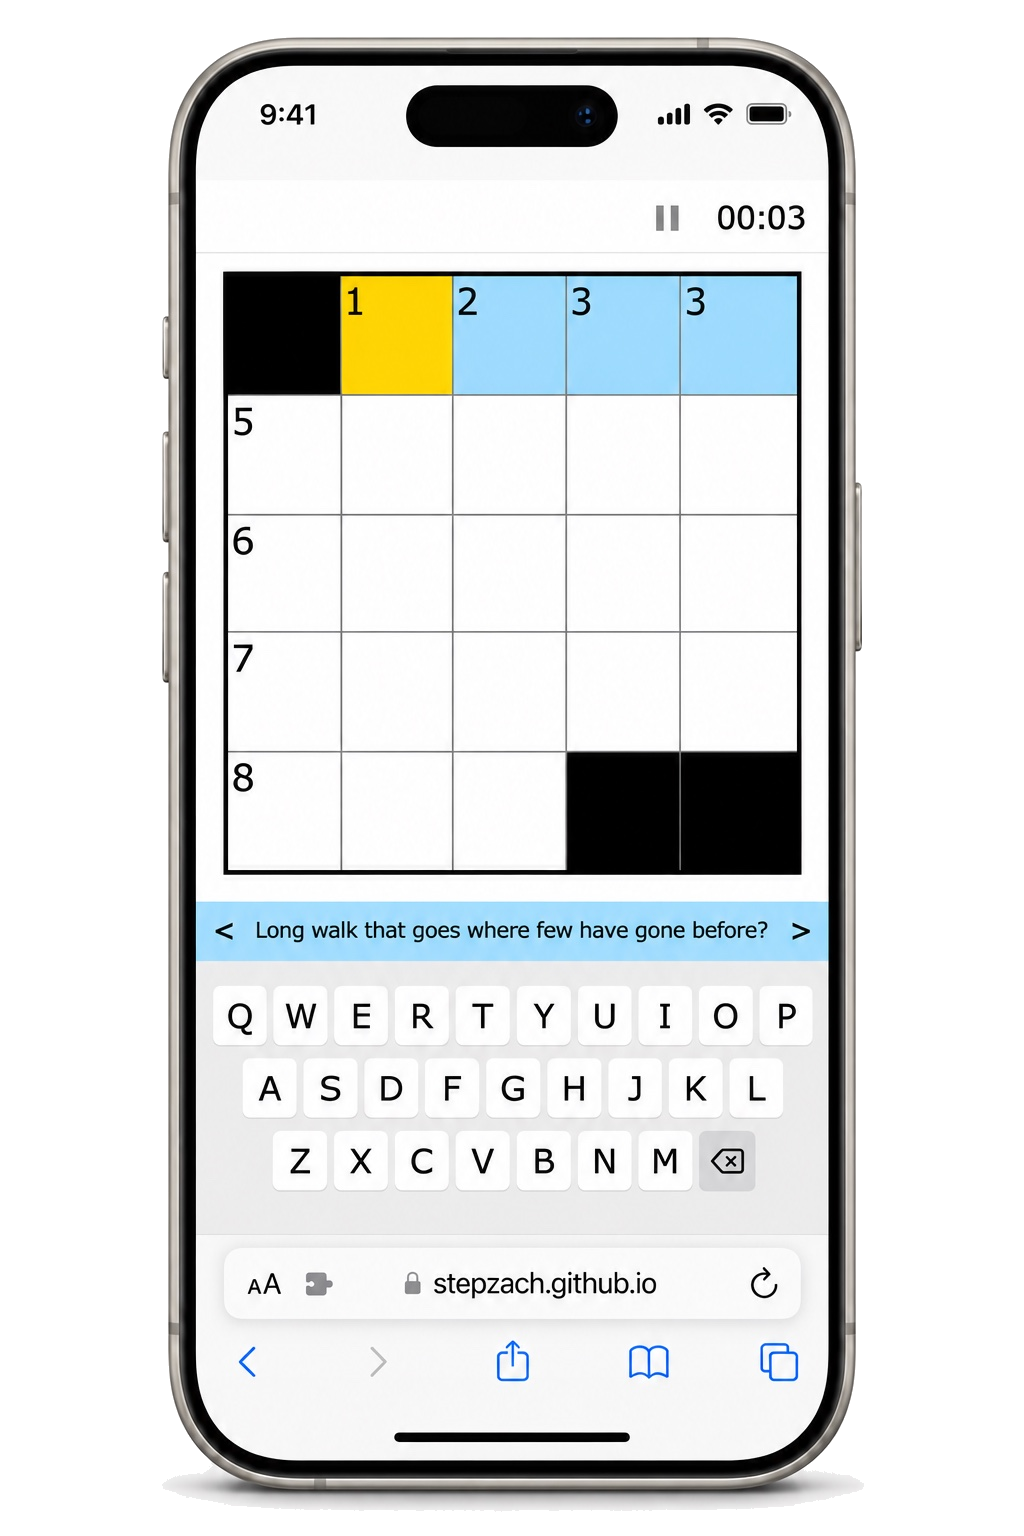 9:41
00:03
1 2 3 3
5
6
7
8
< Long walk that goes where few have gone before? >
Q W E R T Y U I O P
A S D F G H J K L
Z X C V B N M
AA stepzach.github.io